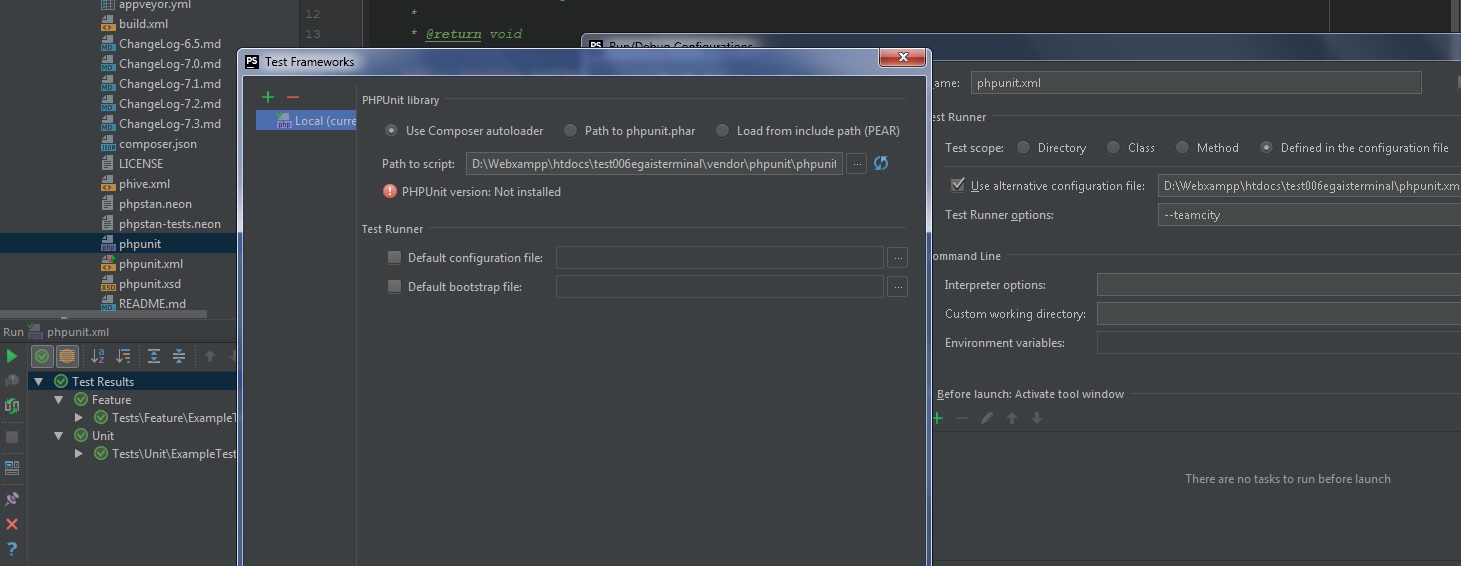 appveyor.yml
build.xml
ChangeLog-6.5.md
ChangeLog-7.0.md
ChangeLog-7.1.md
ChangeLog-7.2.md
ChangeLog-7.3.md
composer.json
LICENSE
phive.xml
phpstan.neon
phpstan-tests.neon
phpunit
phpunit.xml
phpunit.xsd
README.md
12 *
13 * @return void
Run/Debug Configurations
Test Frameworks
Local (curre
PHPUnit library
Use Composer autoloader Path to phpunit.phar Load from include path (PEAR)
Path to script: D:\Webxampp\htdocs\test006egaisterminal\vendor\phpunit\phpunit ...
PHPUnit version: Not installed
Test Runner
Default configuration file: ...
Default bootstrap file: ...
ame: phpunit.xml
est Runner
Test scope: Directory Class Method Defined in the configuration file
Use alternative configuration file: D:\Webxampp\htdocs\test006egaisterminal\phpunit.xm
Test Runner options: --teamcity
ommand Line
Interpreter options:
Custom working directory:
Environment variables:
Before launch: Activate tool window
There are no tasks to run before launch
Run phpunit.xml
Test Results
Feature
Tests\Feature\ExampleT
Unit
Tests\Unit\ExampleTest